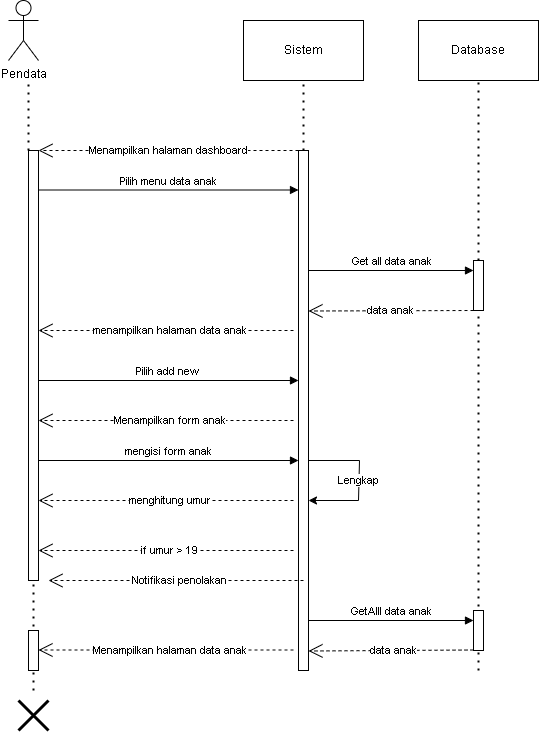 Sistem
Database
Pendata
Menampilkan halaman dashboard
Pilih menu data anak
Get all data anak
data anak
menampilkan halaman data anak
Pilih add new
Menampilkan form anak
mengisi form anak
Lengkap
menghitung umur
if umur > 19
Notifikasi penolakan
GetAlll data anak
Menampilkan halaman data anak
data anak